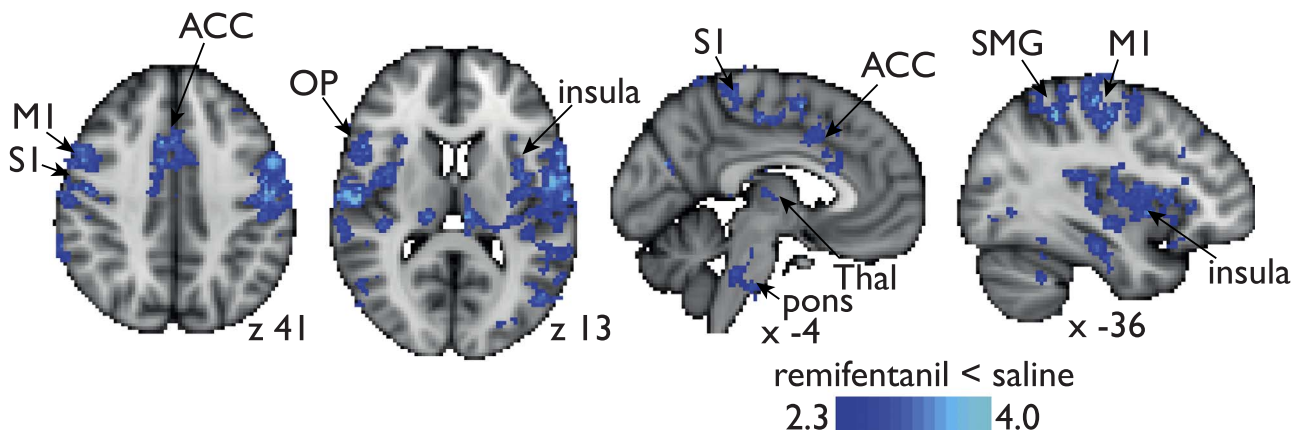 ACC
M1
S1
z 41
OP
insula
z 13
S1
ACC
Thal
pons
x -4
SMG
M1
insula
x -36
remifentanil < saline
2.3 4.0